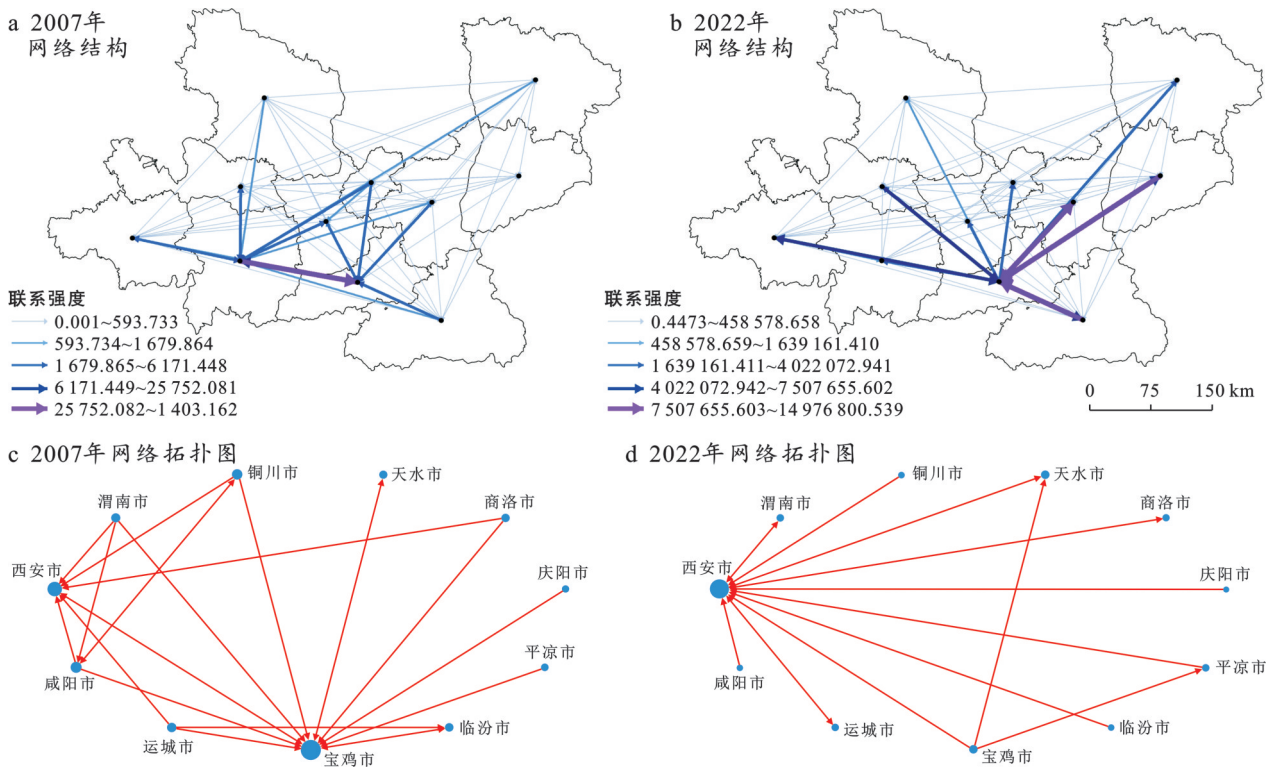 a 2007年
网络结构
联系强度
0.001~593.733
593.734~1 679.864
1 679.865~6 171.448
6 171.449~25 752.081
25 752.082~1 403.162
b 2022年
网络结构
联系强度
0.4473~458 578.658
458 578.659~1 639 161.410
1 639 161.411~4 022 072.941
4 022 072.942~7 507 655.602
7 507 655.603~14 976 800.539
0 75 150 km
c 2007年网络拓扑图
铜川市
天水市
渭南市
商洛市
西安市
庆阳市
咸阳市
平凉市
运城市
临汾市
宝鸡市
d 2022年网络拓扑图
铜川市
天水市
渭南市
商洛市
西安市
庆阳市
咸阳市
平凉市
运城市
临汾市
宝鸡市